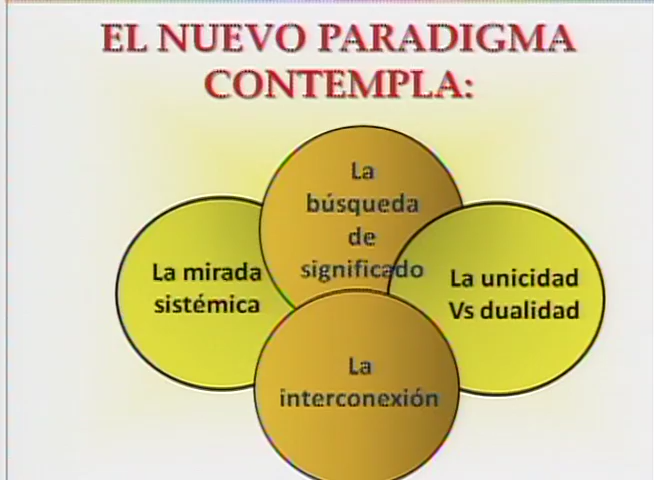 EL NUEVO PARADIGMA
CONTEMPLA:
La
búsqueda
de
significado
La mirada
sistémica
La unicidad
Vs dualidad
La
interconexión